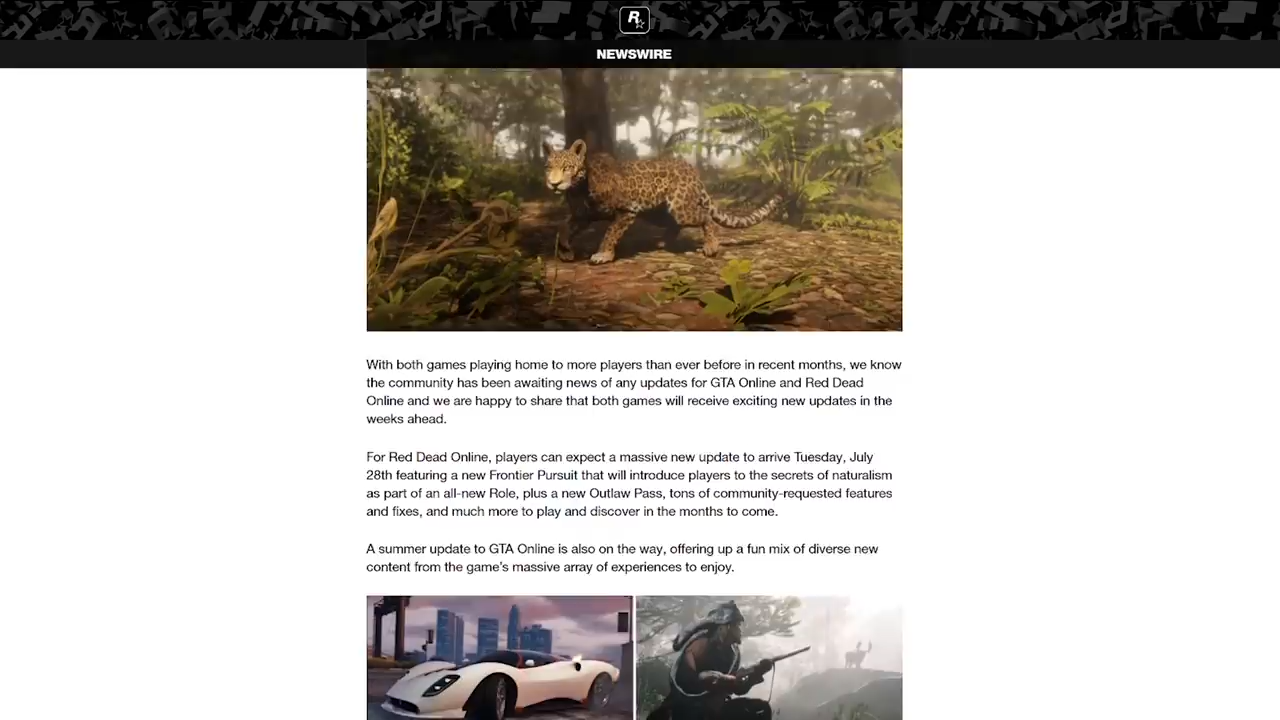 R
NEWSWIRE
With both games playing home to more players than ever before in recent months, we know
the community has been awaiting news of any updates for GTA Online and Red Dead
Online and we are happy to share that both games will receive exciting new updates in the
weeks ahead.
For Red Dead Online, players can expect a massive new update to arrive Tuesday, July
28th featuring a new Frontier Pursuit that will introduce players to the secrets of naturalism
as part of an all-new Role, plus a new Outlaw Pass, tons of community-requested features
and fixes, and much more to play and discover in the months to come.
A summer update to GTA Online is also on the way, offering up a fun mix of diverse new
content from the game's massive array of experiences to enjoy.